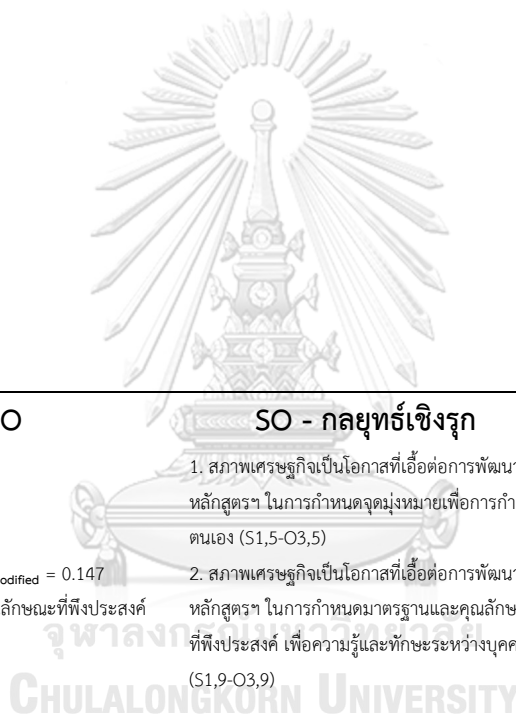 O
SO - กลยุทธ์เชิงรุก
1. สภาพเศรษฐกิจเป็นโอกาสที่เอื้อต่อการพัฒนา
หลักสูตรฯ ในการกำหนดจุดมุ่งหมายเพื่อการกำ
ตนเอง (S1,5-O3,5)
odified = 0.147
2. สภาพเศรษฐกิจเป็นโอกาสที่เอื้อต่อการพัฒนา
ลักษณะที่พึงประสงค์
หลักสูตรฯ ในการกำหนดมาตรฐานและคุณลักษ
ที่พึงประสงค์ เพื่อความรู้และทักษะระหว่างบุคค
(S1,9-O3,9)
จุฬาลงกรณ์มหาวิทยาลัย
CHULALONGKORN UNIVERSITY